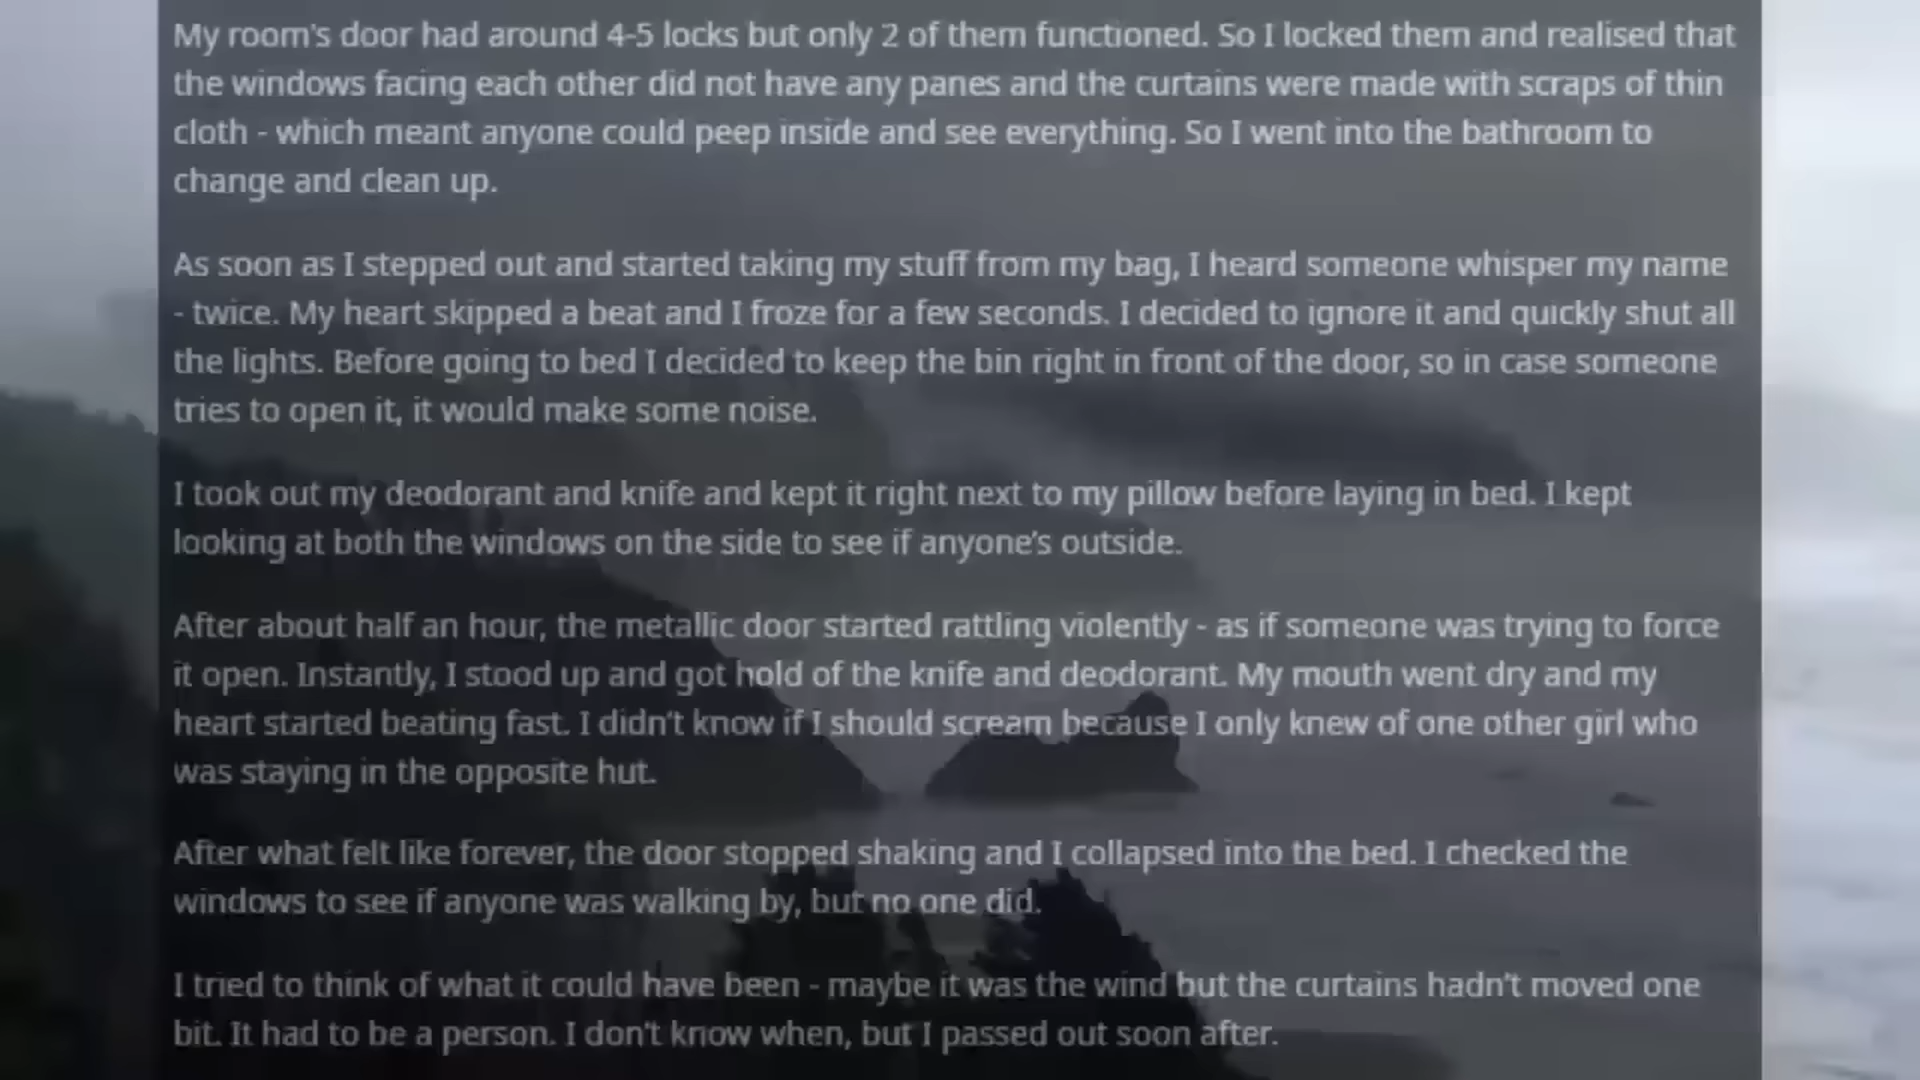 My room's door had around 4-5 locks but only 2 of them functioned. So I locked them and realised that
the windows facing each other did not have any panes and the curtains were made with scraps of thin
cloth - which meant anyone could peep inside and see everything. So I went into the bathroom to
change and clean up.
As soon as I stepped out and started taking my stuff from my bag, I heard someone whisper my name
- twice. My heart skipped a beat and I froze for a few seconds. I decided to ignore it and quickly shut all
the lights. Before going to bed I decided to keep the bin right in front of the door, so in case someone
tries to open it, it would make some noise.
I took out my deodorant and knife and kept it right next to my pillow before laying in bed. I kept
looking at both the windows on the side to see if anyone's outside.
After about half an hour, the metallic door started rattling violently - as if someone was trying to force
it open. Instantly, I stood up and got hold of the knife and deodorant. My mouth went dry and my
heart started beating fast. I didn't know if I should scream because I only knew of one other girl who
was staying in the opposite hut.
After what felt like forever, the door stopped shaking and I collapsed into the bed. I checked the
windows to see if anyone was walking by, but no one did.
I tried to think of what it could have been - maybe it was the wind but the curtains hadn't moved one
bit. It had to be a person. I don't know when, but I passed out soon after.